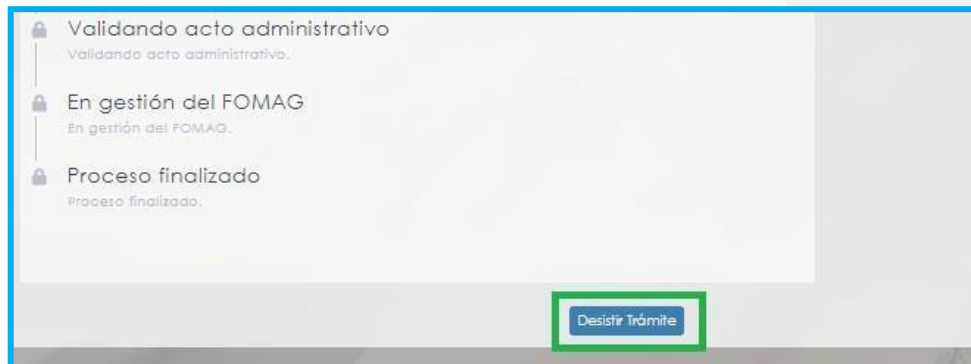 Validando acto administrativo
Validando acto administrativo.
En gestión del FOMAG
En gestión del FOMAG.
Proceso finalizado
Proceso finalizado.
Desistir Trámite